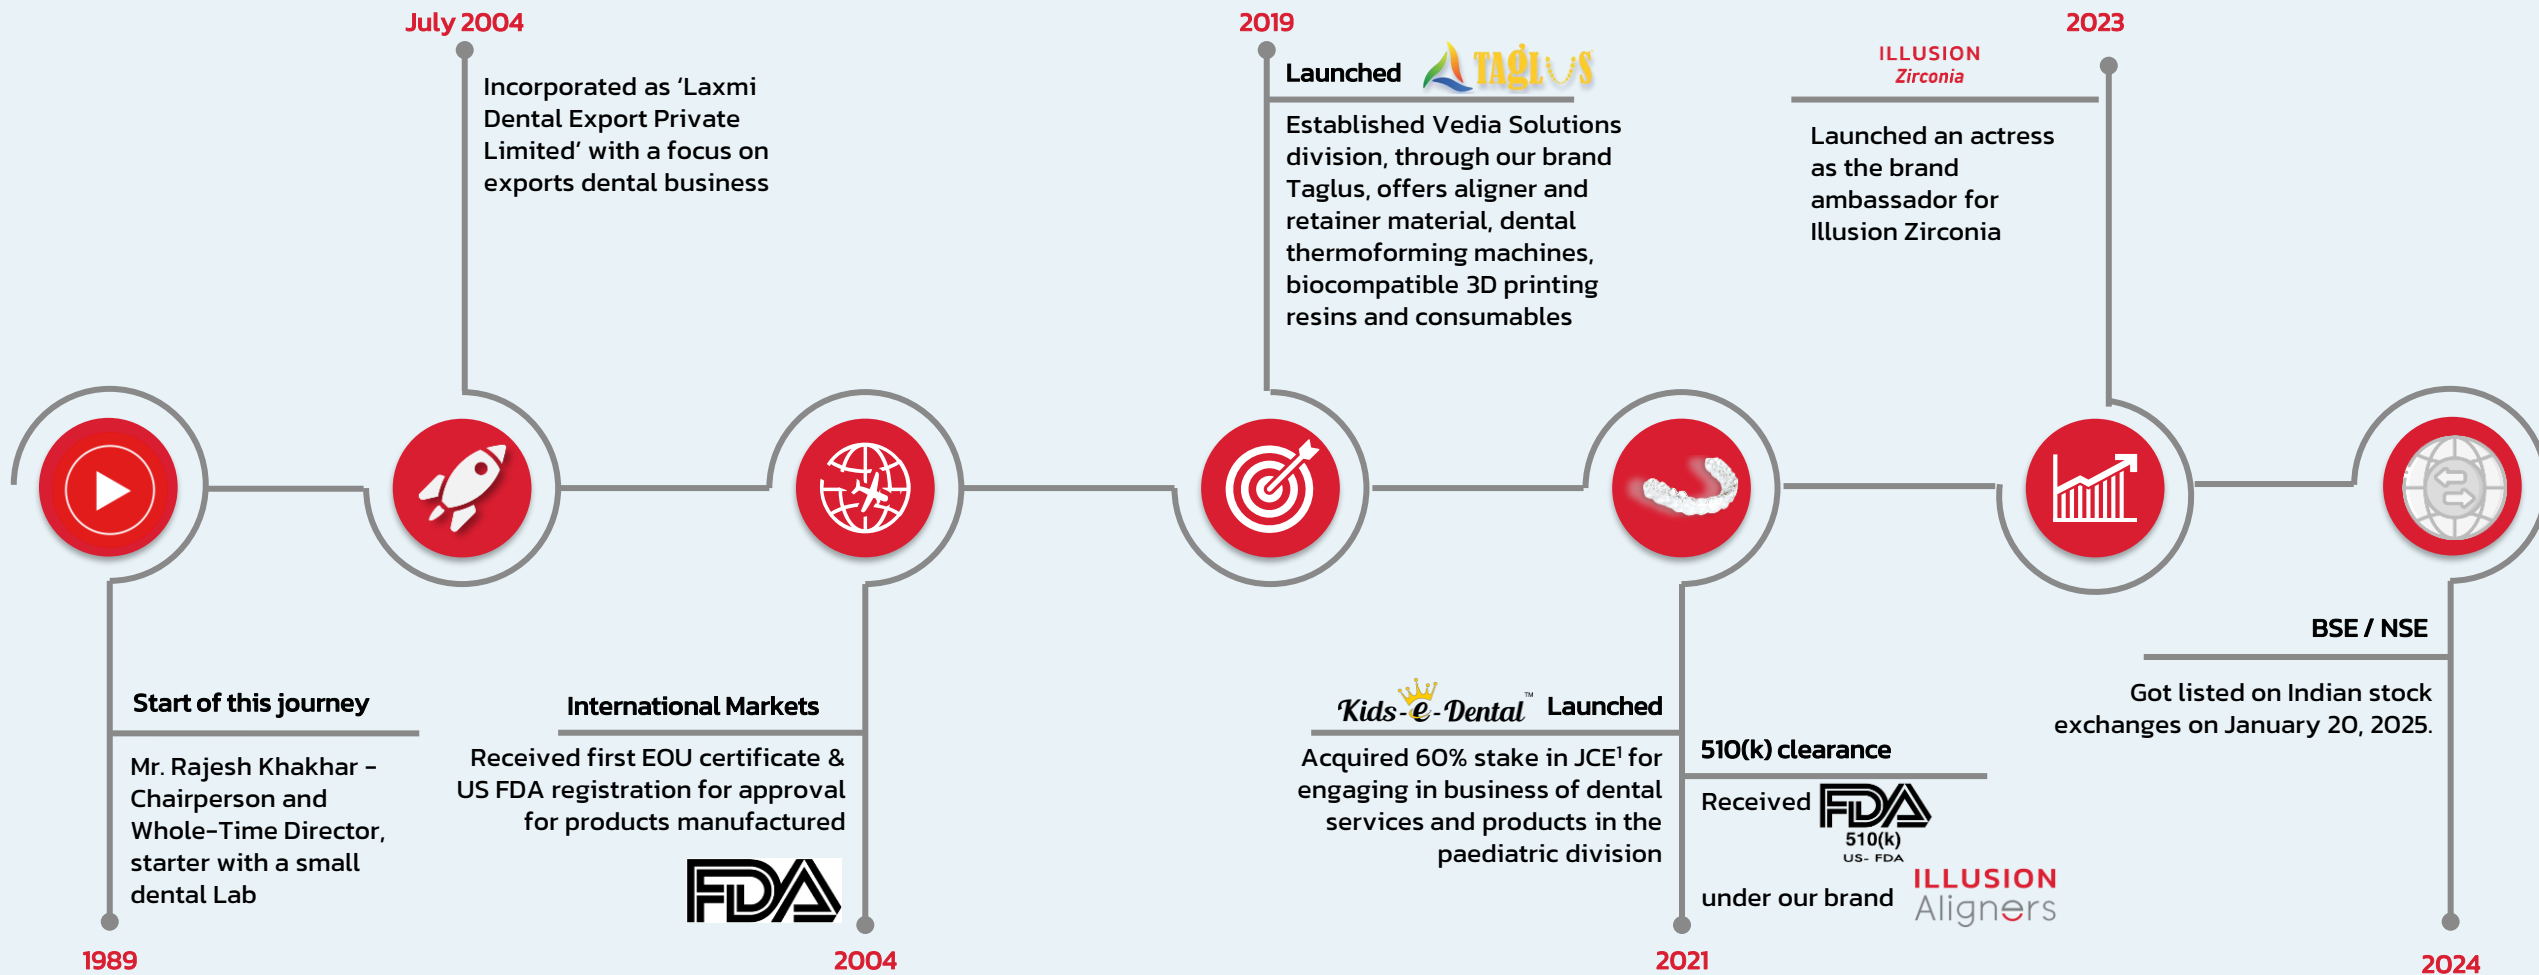 July 2004
Incorporated as ‘Laxmi
Dental Export Private
Limited’ with a focus on
exports dental business
2019
Launched TAGLUS
Established Vedia Solutions
division, through our brand
Taglus, offers aligner and
retainer material, dental
thermoforming machines,
biocompatible 3D printing
resins and consumables
2023
ILLUSION
Zirconia
Launched an actress
as the brand
ambassador for
Illusion Zirconia
Start of this journey
Mr. Rajesh Khakhar –
Chairperson and
Whole-Time Director,
starter with a small
dental Lab
1989
International Markets
Received first EOU certificate &
US FDA registration for approval
for products manufactured
FDA
2004
Kids-e-Dental™ Launched
Acquired 60% stake in JCE¹ for
engaging in business of dental
services and products in the
paediatric division
510(k) clearance
Received FDA
510(k)
US- FDA
under our brand ILLUSION
Aligners
2021
BSE / NSE
Got listed on Indian stock
exchanges on January 20, 2025.
2024